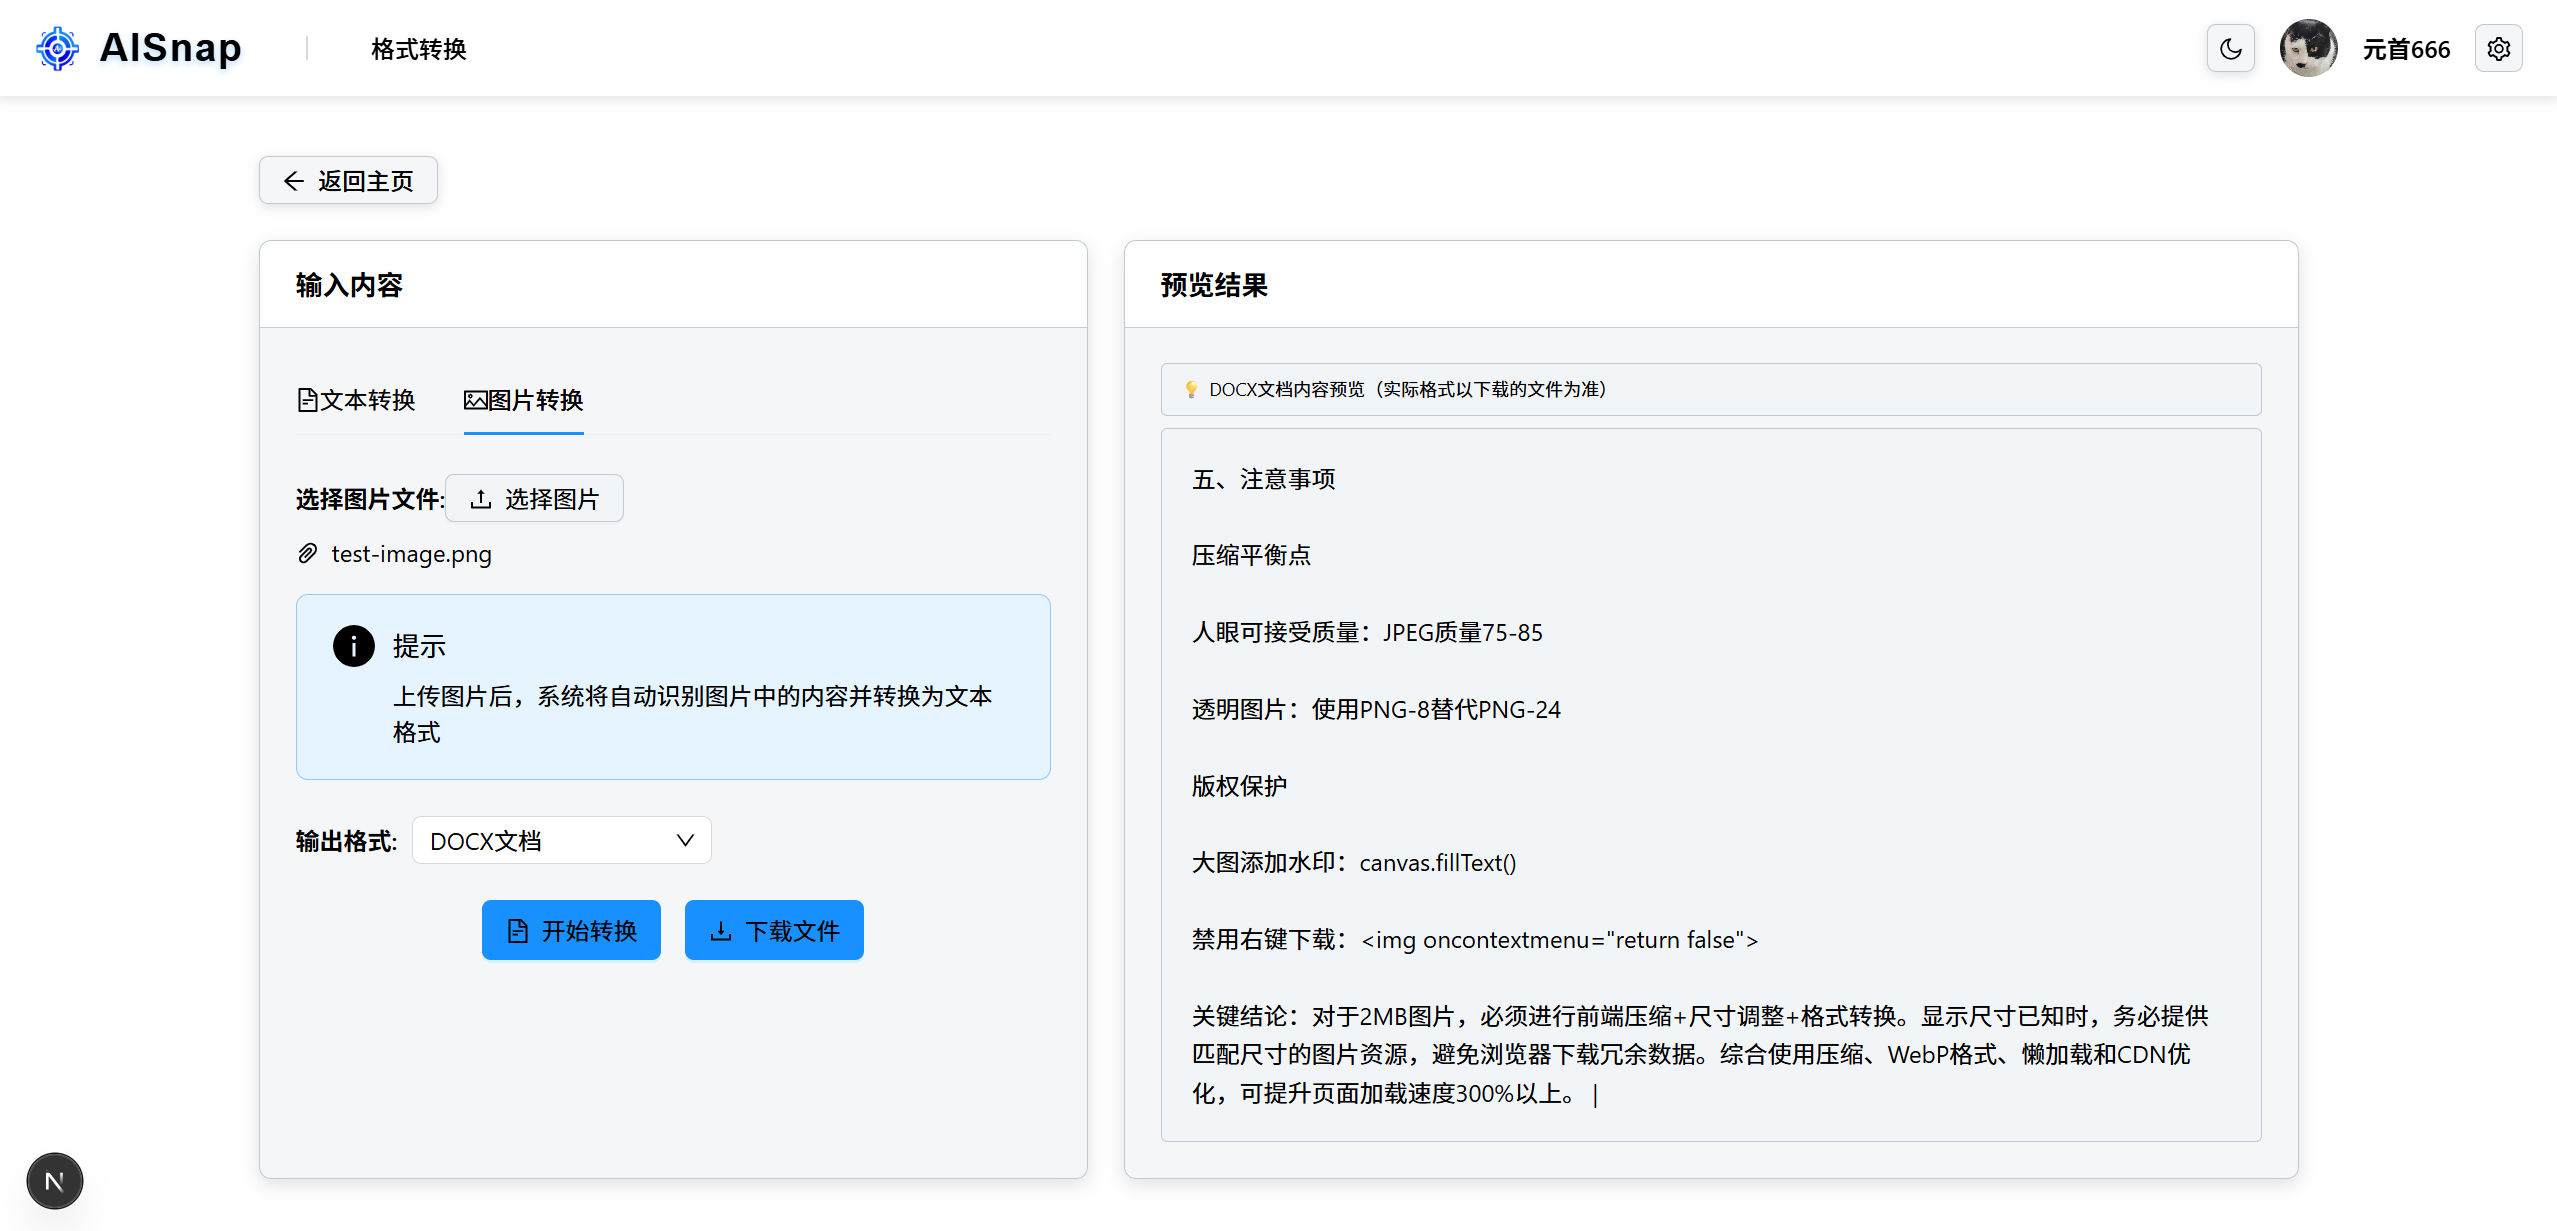 AISnap
格式转换
元首666
返回主页
输入内容
文本转换
图片转换
选择图片文件:
选择图片
test-image.png
提示
上传图片后，系统将自动识别图片中的内容并转换为文本
格式
输出格式:
DOCX文档
开始转换
下载文件
预览结果
DOCX文档内容预览（实际格式以下载的文件为准）
五、注意事项
压缩平衡点
人眼可接受质量：JPEG质量75-85
透明图片：使用PNG-8替代PNG-24
版权保护
大图添加水印：canvas.fillText()
禁用右键下载：<img oncontextmenu="return false">
关键结论：对于2MB图片，必须进行前端压缩+尺寸调整+格式转换。显示尺寸已知时，务必提供
匹配尺寸的图片资源，避免浏览器下载冗余数据。综合使用压缩、WebP格式、懒加载和CDN优
化，可提升页面加载速度300%以上。 |
N